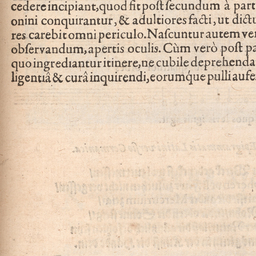 cedere incipiant, quod fit post secundum à part
onini conquirantur, & adultiores facti, ut dictu
res carebit omni periculo. Nascuntur autem ver
observandum, apertis oculis. Cùm verò post pa
quo ingrediantur itinere, ne cubile deprehenda
ligentiâ & curâ inquirendi, eorumq́ue pulli aufe